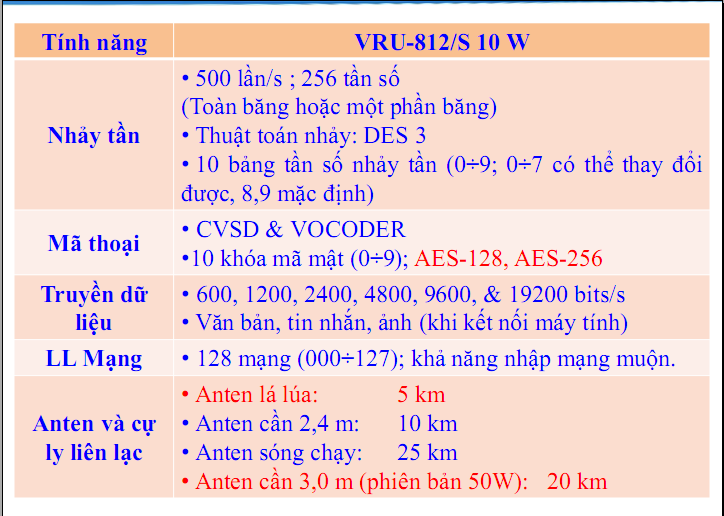 Tính năng VRU-812/S 10 W
Nhảy tần
• 500 lần/s ; 256 tần số
(Toàn băng hoặc một phần băng)
• Thuật toán nhảy: DES 3
• 10 bảng tần số nhảy tần (0÷9; 0÷7 có thể thay đổi
được, 8,9 mặc định)
Mã thoại
• CVSD & VOCODER
•10 khóa mã mật (0÷9); AES-128, AES-256
Truyền dữ
liệu
• 600, 1200, 2400, 4800, 9600, & 19200 bits/s
• Văn bản, tin nhắn, ảnh (khi kết nối máy tính)
LL Mạng • 128 mạng (000÷127); khả năng nhập mạng muộn.
Anten và cự
ly liên lạc
• Anten lá lúa: 5 km
• Anten cần 2,4 m: 10 km
• Anten sóng chạy: 25 km
• Anten cần 3,0 m (phiên bản 50W): 20 km